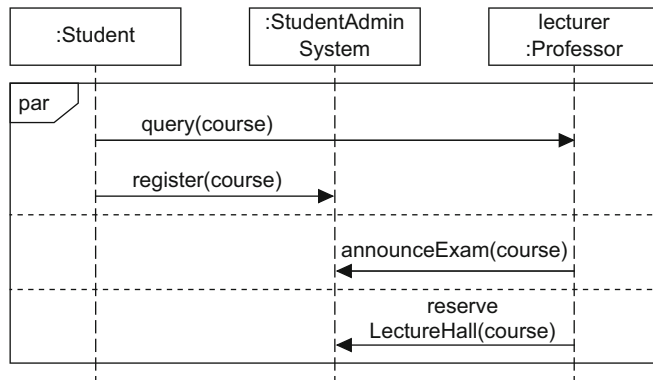 :Student
:StudentAdmin
System
lecturer
:Professor
par
query(course)
register(course)
announceExam(course)
reserve
LectureHall(course)